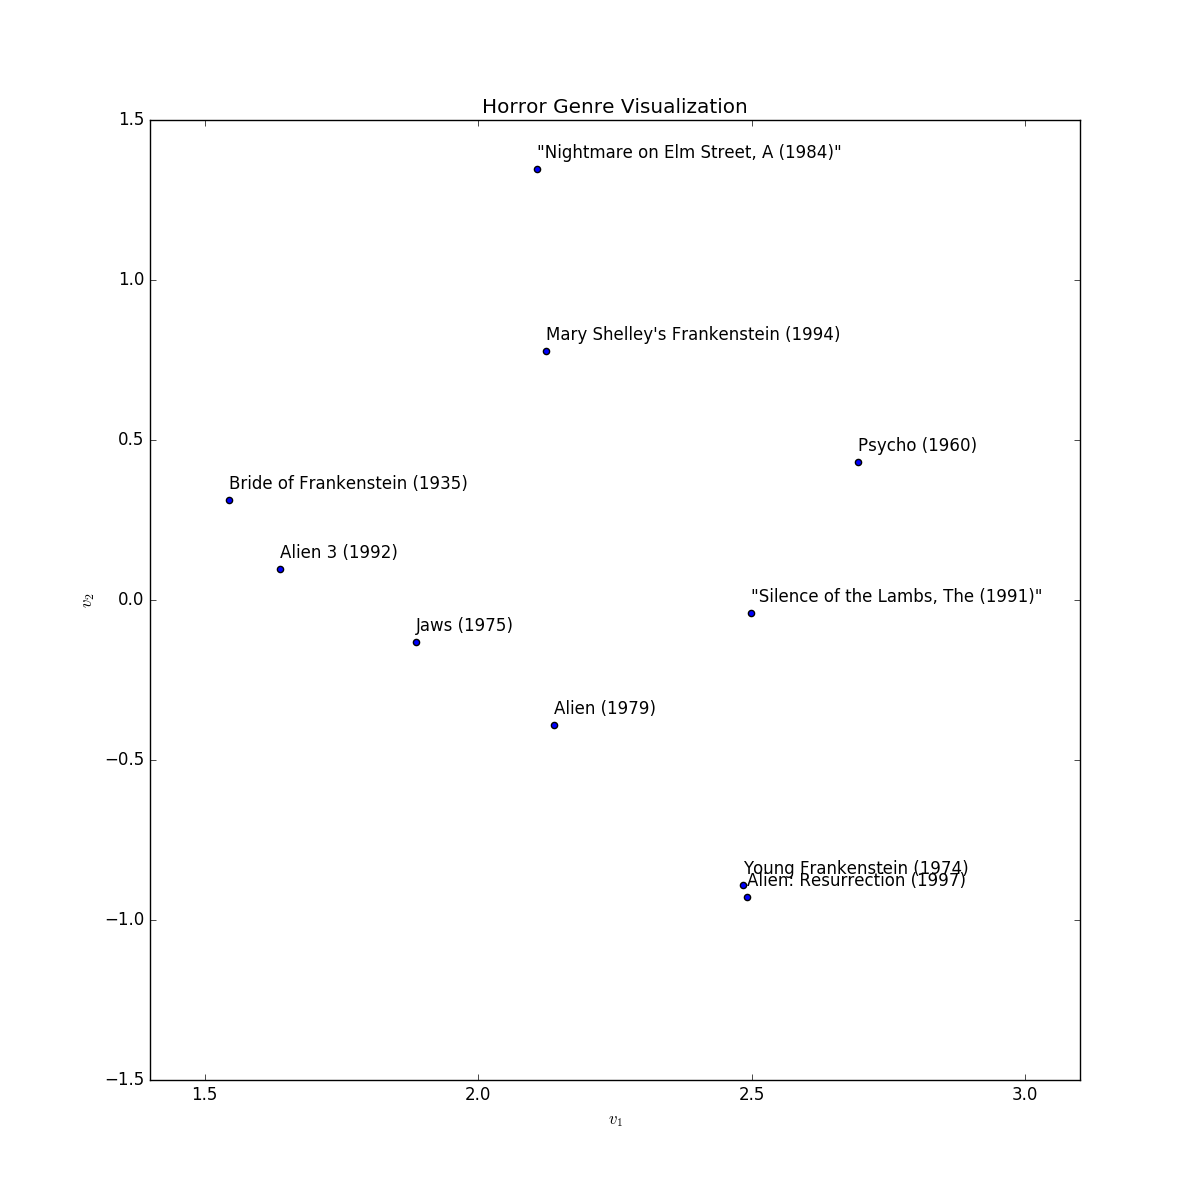 Horror Genre Visualization
1.5
"Nightmare on Elm Street, A (1984)"
1.0
Mary Shelley's Frankenstein (1994)
0.5
Psycho (1960)
Bride of Frankenstein (1935)
Alien 3 (1992)
0.0
"Silence of the Lambs, The (1991)"
v₂
Jaws (1975)
Alien (1979)
−0.5
Young Frankenstein (1974)
Alien: Resurrection (1997)
−1.0
−1.5
1.5 2.0 2.5 3.0
v₁